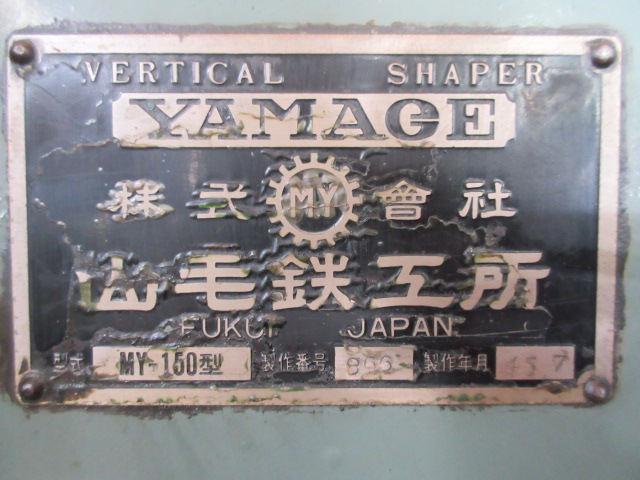 VERTICAL SHAPER
YAMAGE
株式 MY 會社
山毛鉄工所
FUKUI JAPAN
型式 MY-150型 製作番号 製作年月